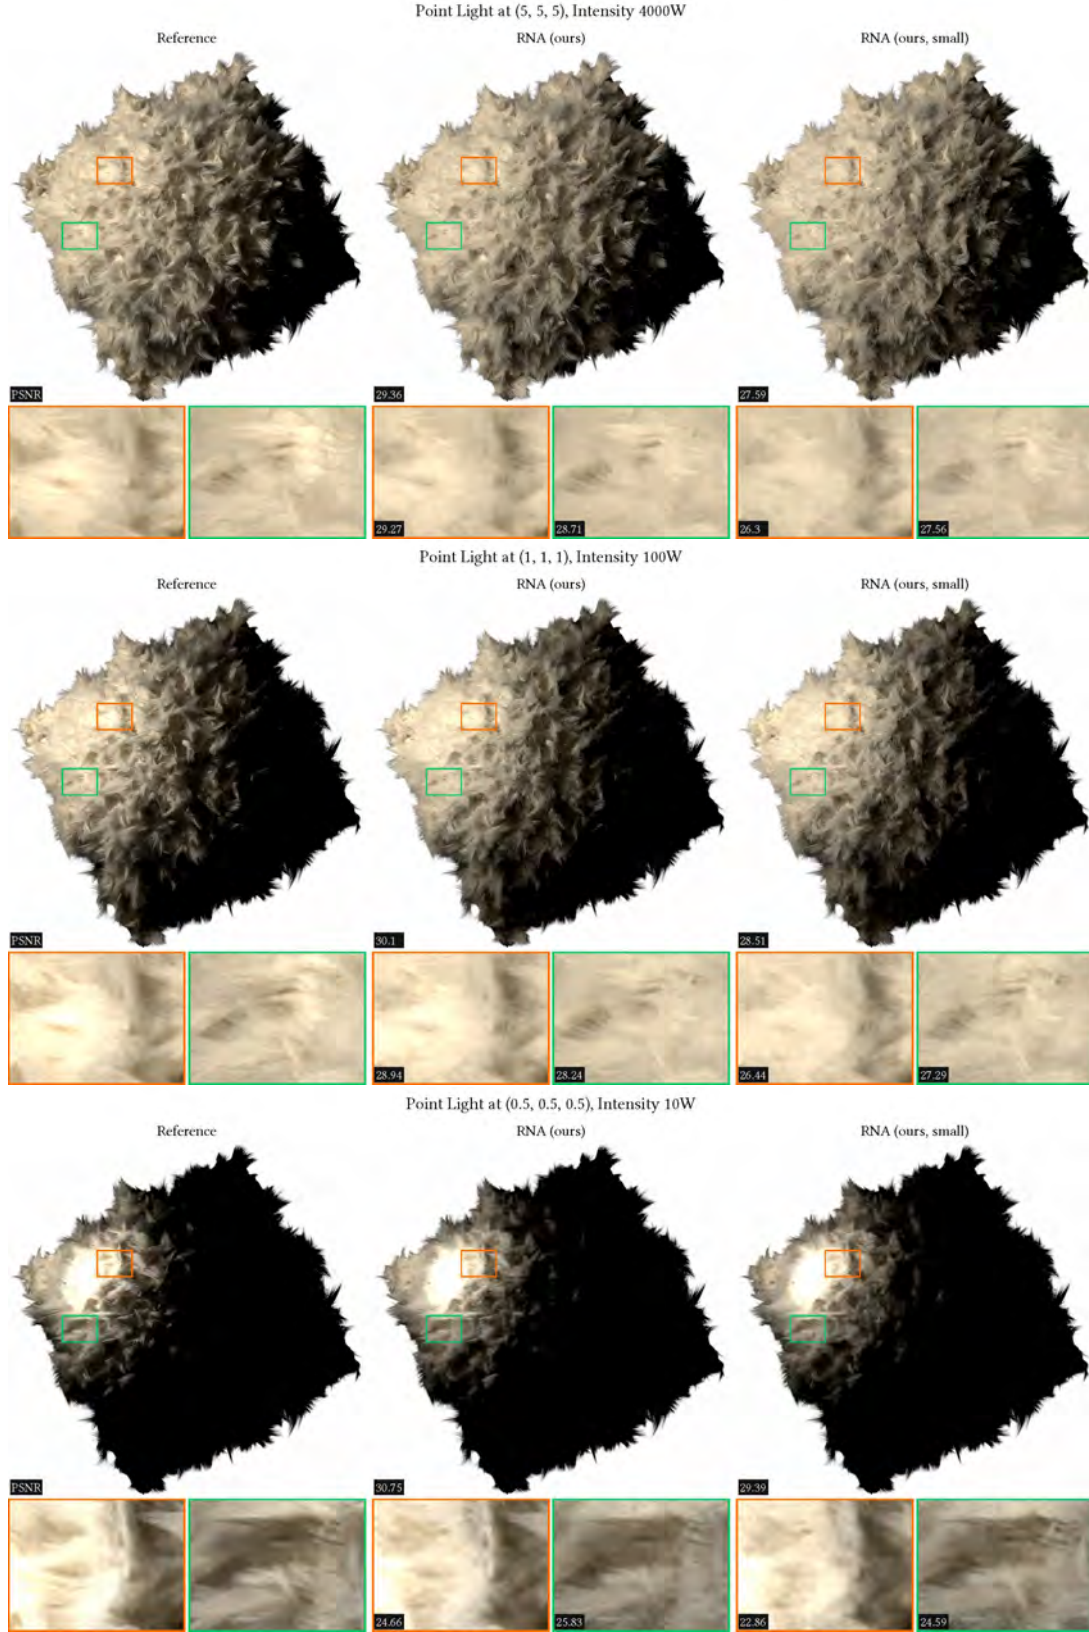 Point Light at (5, 5, 5), Intensity 4000W
Reference RNA (ours) RNA (ours, small)
PSNR 29.36 27.59
29.27 28.71 26.3 27.56
Point Light at (1, 1, 1), Intensity 100W
Reference RNA (ours) RNA (ours, small)
PSNR 30.1 28.51
28.94 28.24 26.44 27.29
Point Light at (0.5, 0.5, 0.5), Intensity 10W
Reference RNA (ours) RNA (ours, small)
PSNR 30.75 29.39
24.66 25.83 22.86 24.59